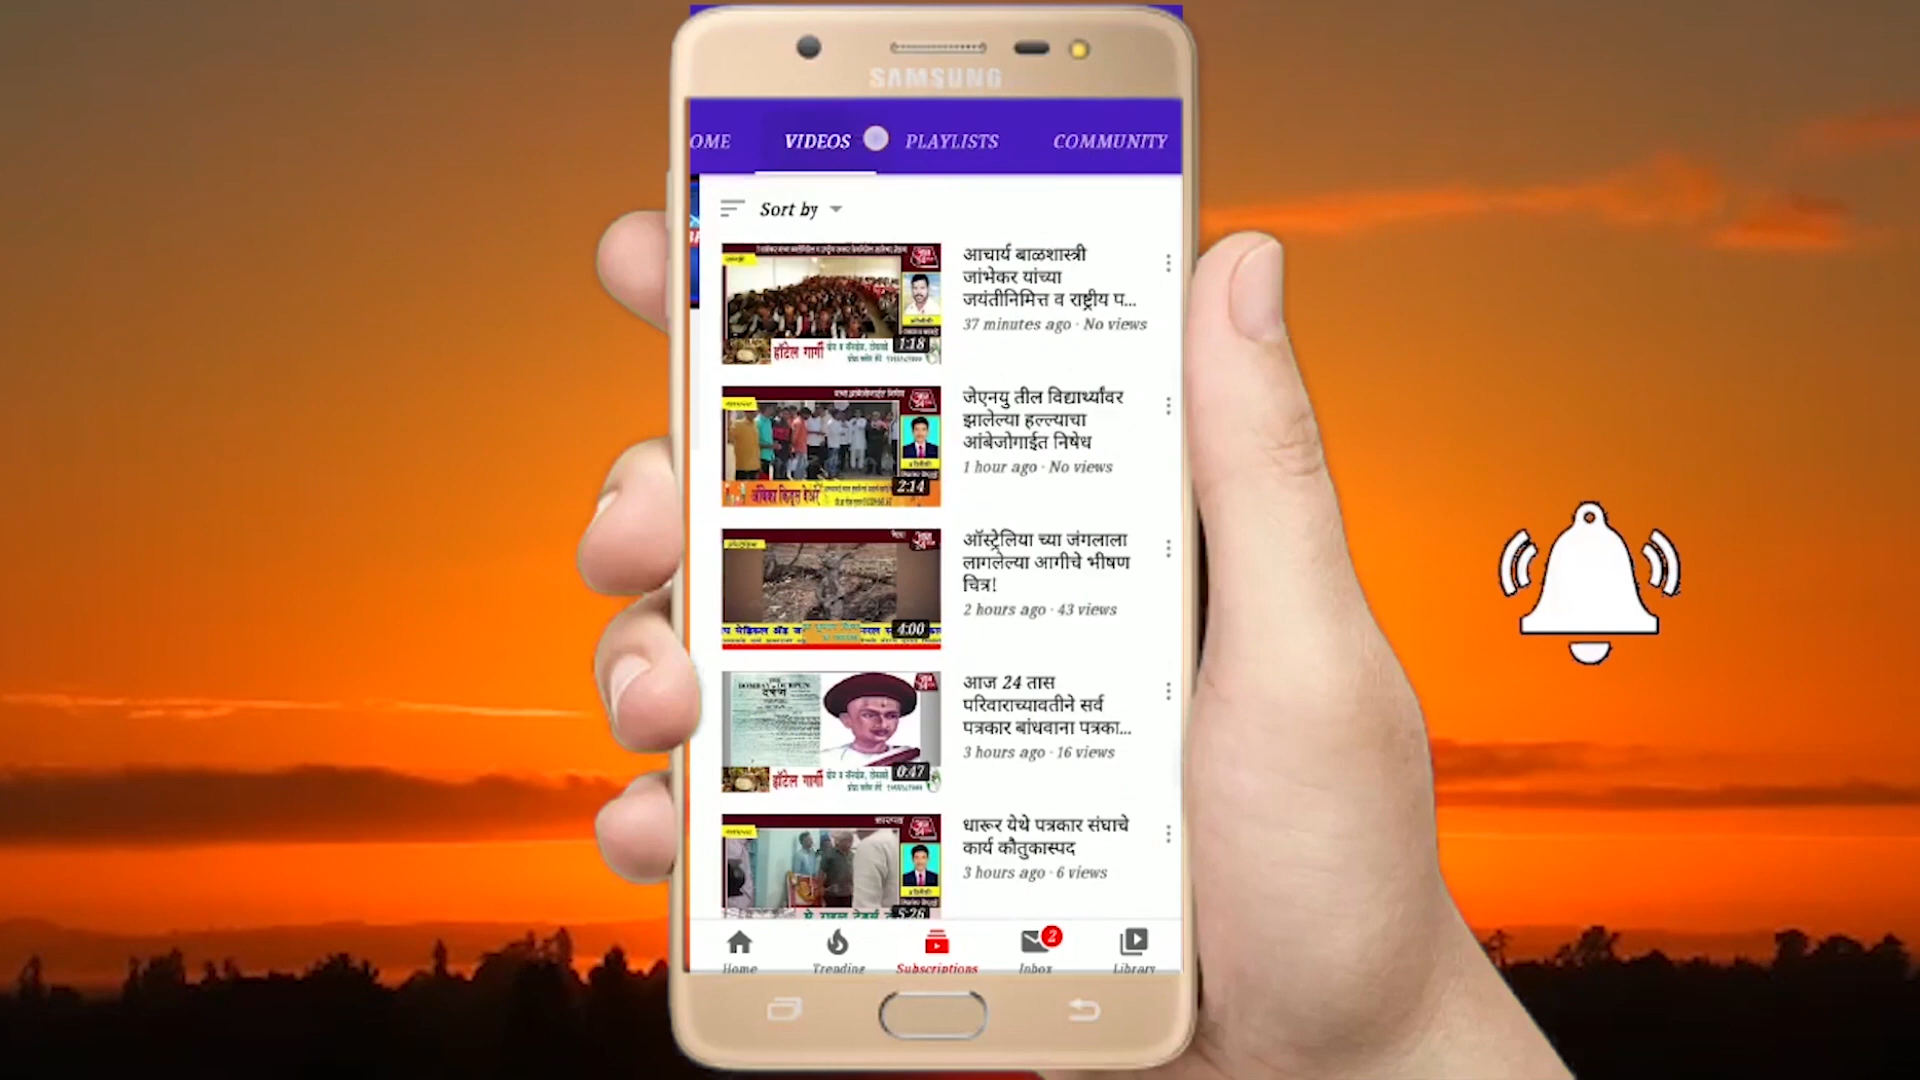 SAMSUNG
OME VIDEOS PLAYLISTS COMMUNITY
Sort by
आचार्य बाळशास्त्री
जांभेकर यांच्या
जयंतीनिमित्त व राष्ट्रीय प...
37 minutes ago · No views
हॉटेल गार्गी
1:18
जेएनयु तील विद्यार्थ्यांवर
झालेल्या हल्ल्याचा
आंबेजोगाईत निषेध
1 hour ago · No views
2:14
ऑस्ट्रेलिया च्या जंगलाला
लागलेल्या आगीचे भीषण
चित्र!
2 hours ago · 43 views
4:00
आज 24 तास
परिवाराच्यावतीने सर्व
पत्रकार बांधवाना पत्रका...
3 hours ago · 16 views
हॉटेल गार्गी
0:47
धारूर येथे पत्रकार संघाचे
कार्य कौतुकास्पद
3 hours ago · 6 views
5:26
2
Home Trending Subscriptions Inbox Library